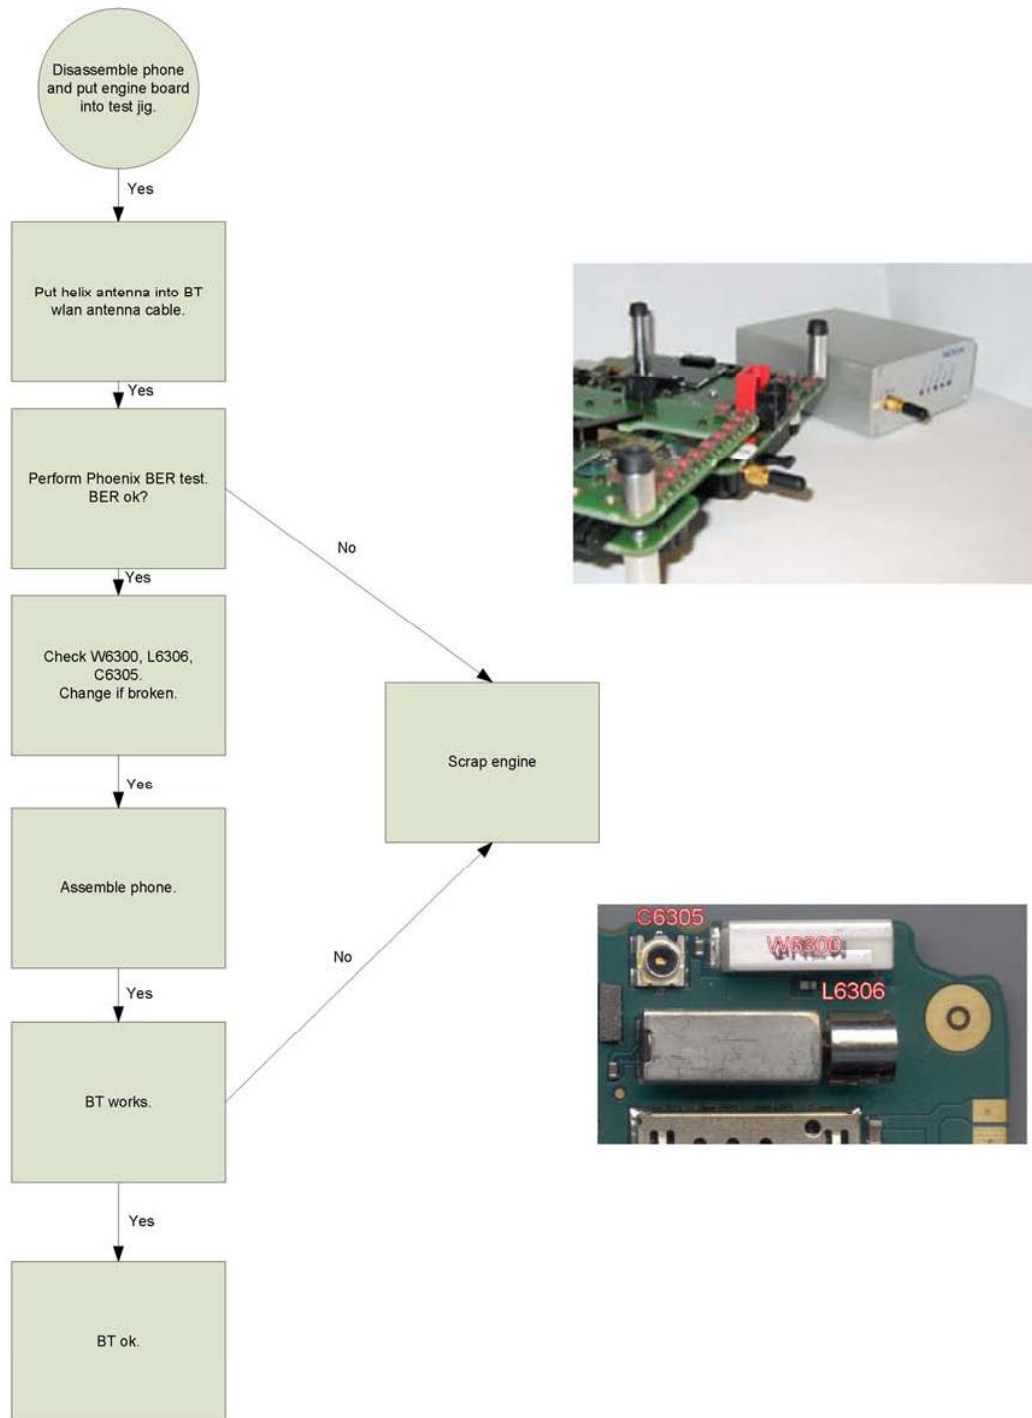 Disassemble phone
and put engine board
into test jig.
Yes
Put helix antenna into BT
wlan antenna cable.
Yes
Perform Phoenix BER test.
BER ok?
No
Yes
Check W6300, L6306,
C6305.
Change if broken.
Yes
Scrap engine
Assemble phone.
No
Yes
BT works.
Yes
BT ok.
NOKIA
C6305
W6300
L6306